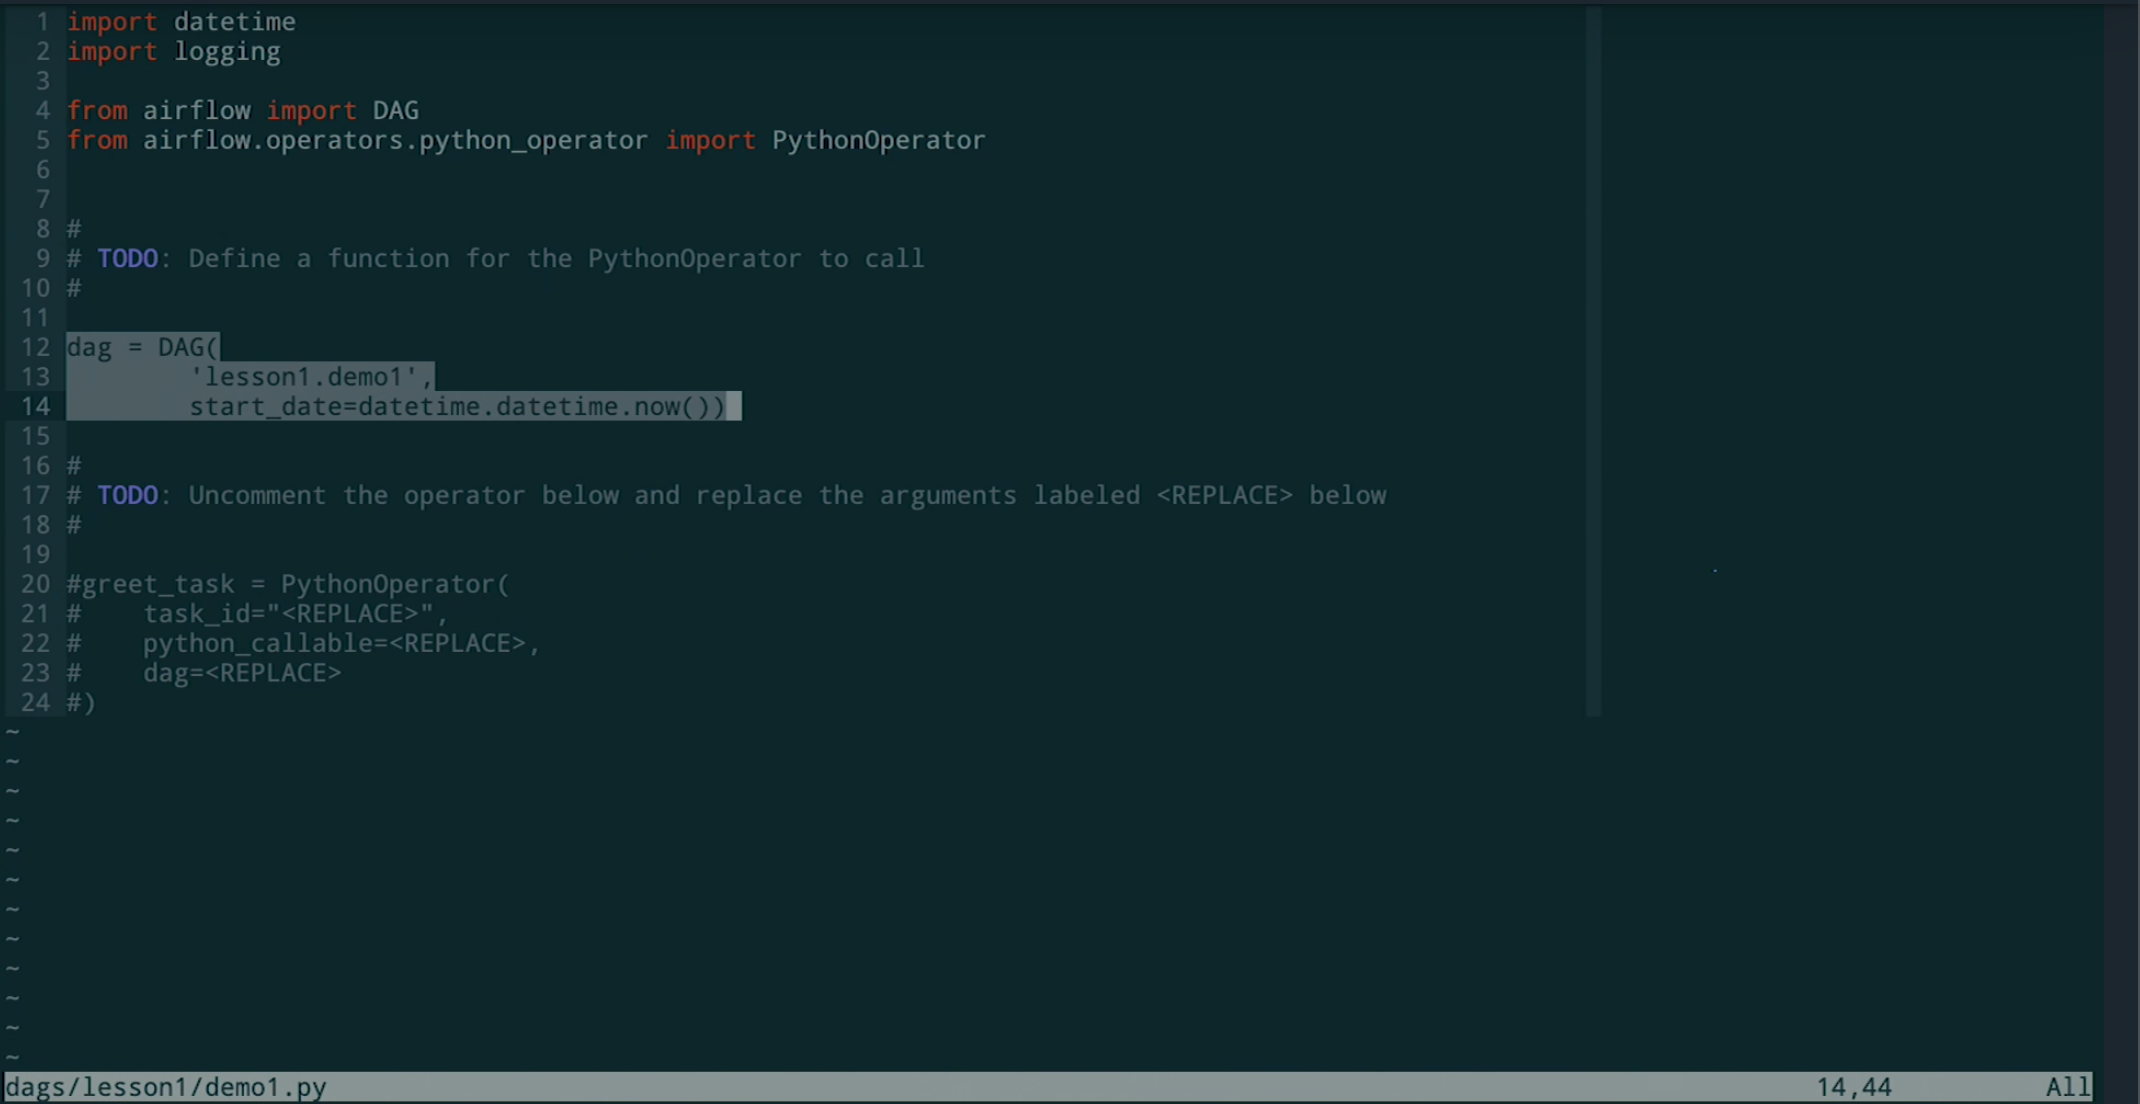 1 import datetime
2 import logging
3
4 from airflow import DAG
5 from airflow.operators.python_operator import PythonOperator
6
7
8 #
9 # TODO: Define a function for the PythonOperator to call
10 #
11
12 dag = DAG(
13         'lesson1.demo1',
14         start_date=datetime.datetime.now())
15
16 #
17 # TODO: Uncomment the operator below and replace the arguments labeled <REPLACE> below
18 #
19
20 #greet_task = PythonOperator(
21 #    task_id="<REPLACE>",
22 #    python_callable=<REPLACE>,
23 #    dag=<REPLACE>
24 #)
~
~
~
~
~
~
~
~
~
~
~
~
dags/lesson1/demo1.py 14,44 All